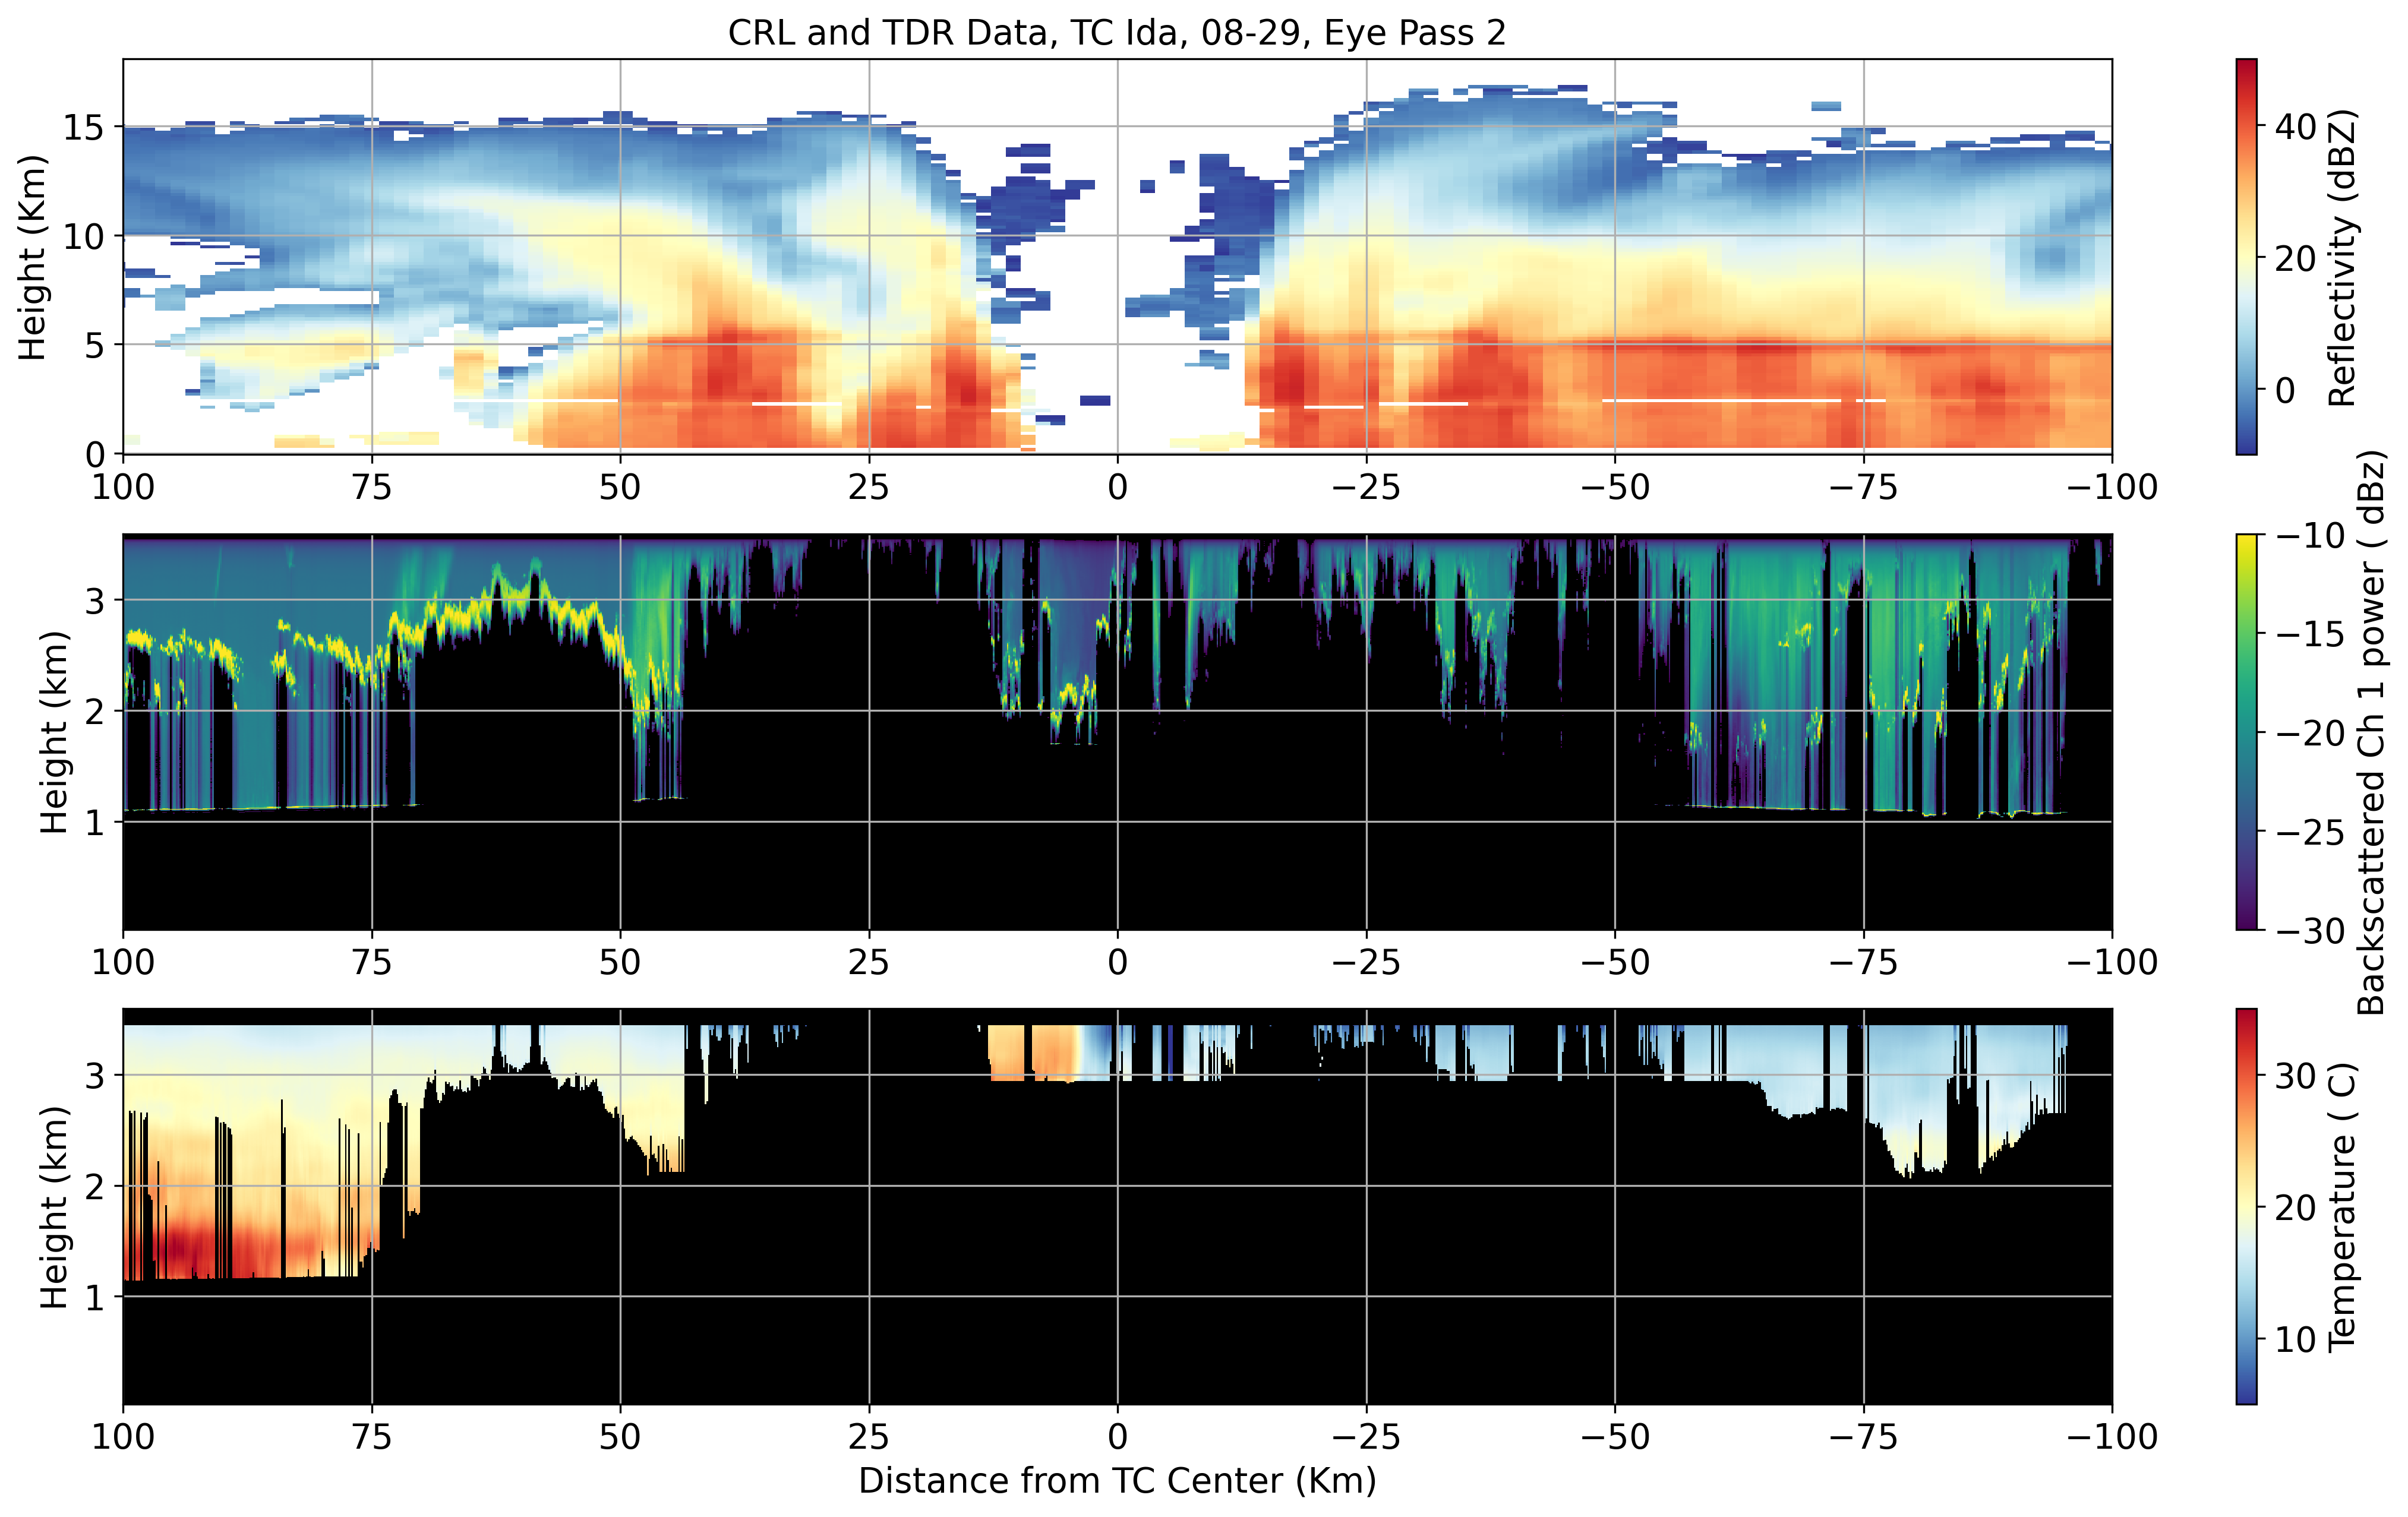 CRL and TDR Data, TC Ida, 08-29, Eye Pass 2
Height (Km)
15
10
5
0
100 75 50 25 0 −25 −50 −75 −100
40
20
0
Reflectivity (dBZ)
Height (km)
3
2
1
100 75 50 25 0 −25 −50 −75 −100
−10
−15
−20
−25
−30
Backscattered Ch 1 power ( dBz)
Height (km)
3
2
1
100 75 50 25 0 −25 −50 −75 −100
Distance from TC Center (Km)
30
20
10
Temperature ( C)